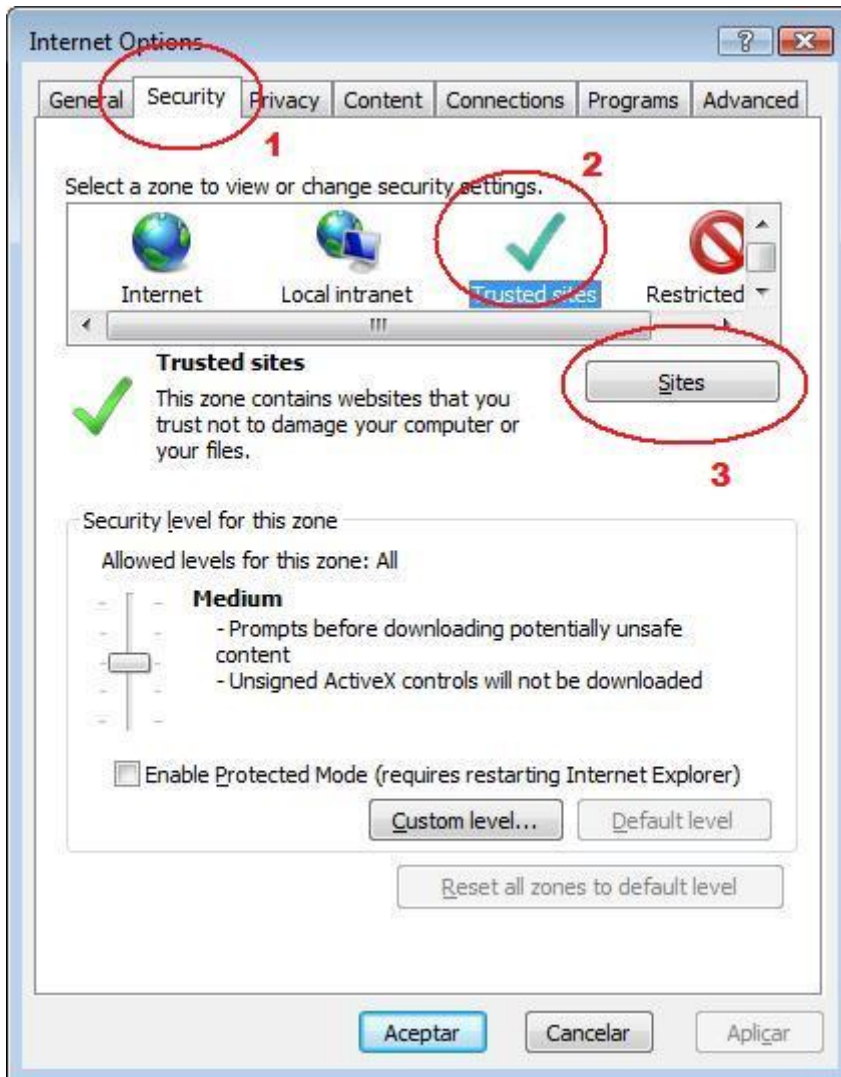 Internet Options
General Security Privacy Content Connections Programs Advanced
1
2
Select a zone to view or change security settings.
Internet Local intranet Trusted sites Restricted
Trusted sites
Sites
This zone contains websites that you
trust not to damage your computer or
your files.
3
Security level for this zone
Allowed levels for this zone: All
Medium
- Prompts before downloading potentially unsafe
content
- Unsigned ActiveX controls will not be downloaded
Enable Protected Mode (requires restarting Internet Explorer)
Custom level... Default level
Reset all zones to default level
Aceptar Cancelar Aplicar